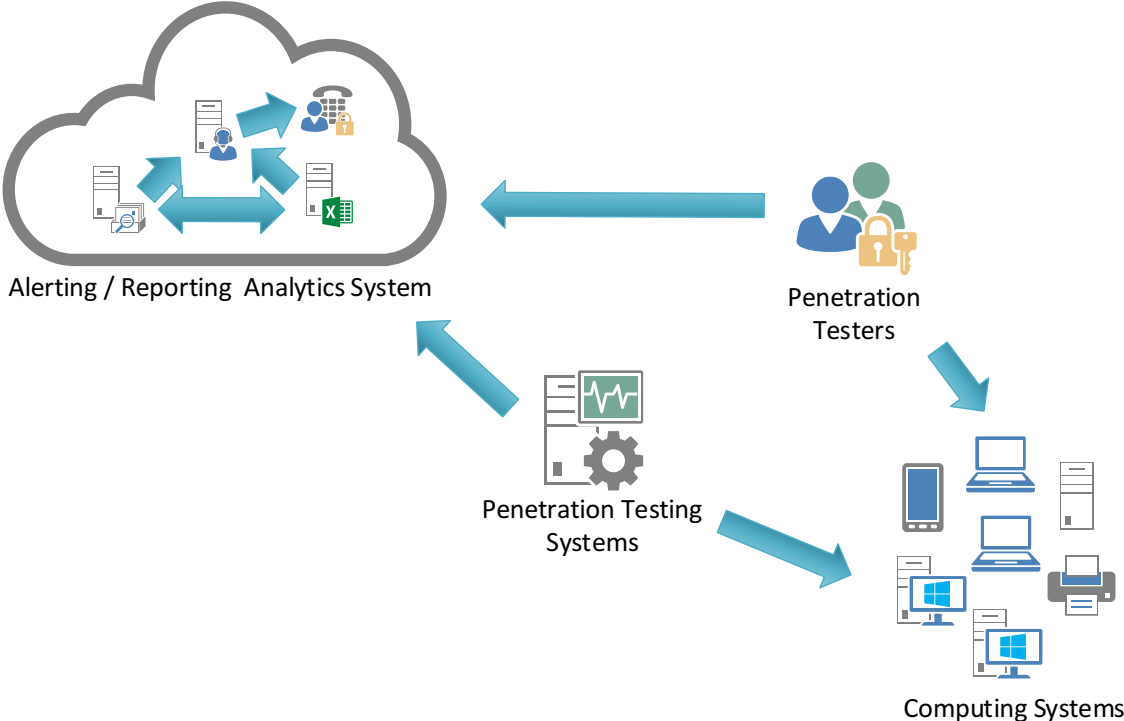 Alerting / Reporting  Analytics System
Penetration
Testers
Penetration Testing
Systems
Computing Systems